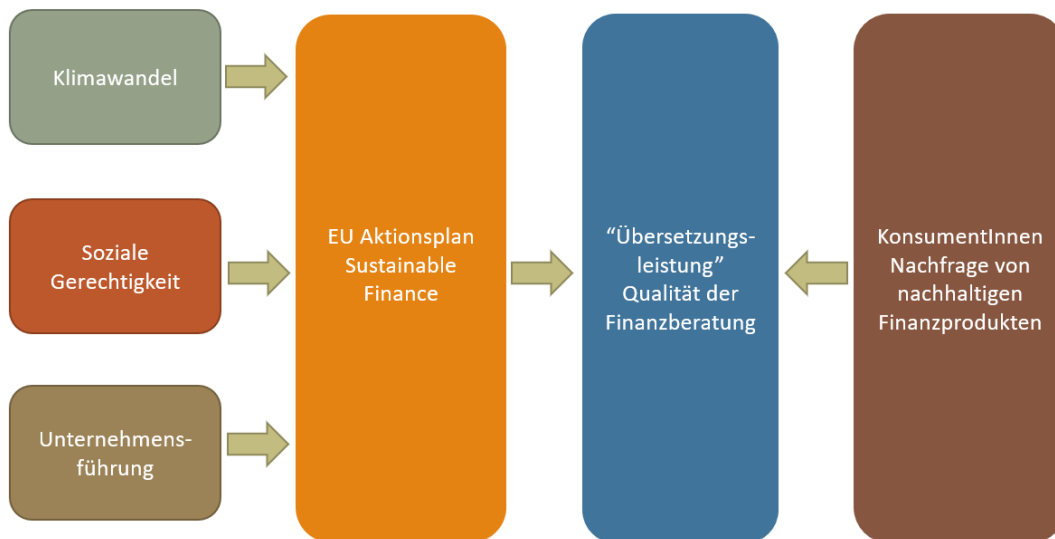 Klimawandel
Soziale
Gerechtigkeit
Unternehmens-
führung
EU Aktionsplan
Sustainable
Finance
“Übersetzungs-
leistung”
Qualität der
Finanzberatung
KonsumentInnen
Nachfrage von
nachhaltigen
Finanzprodukten